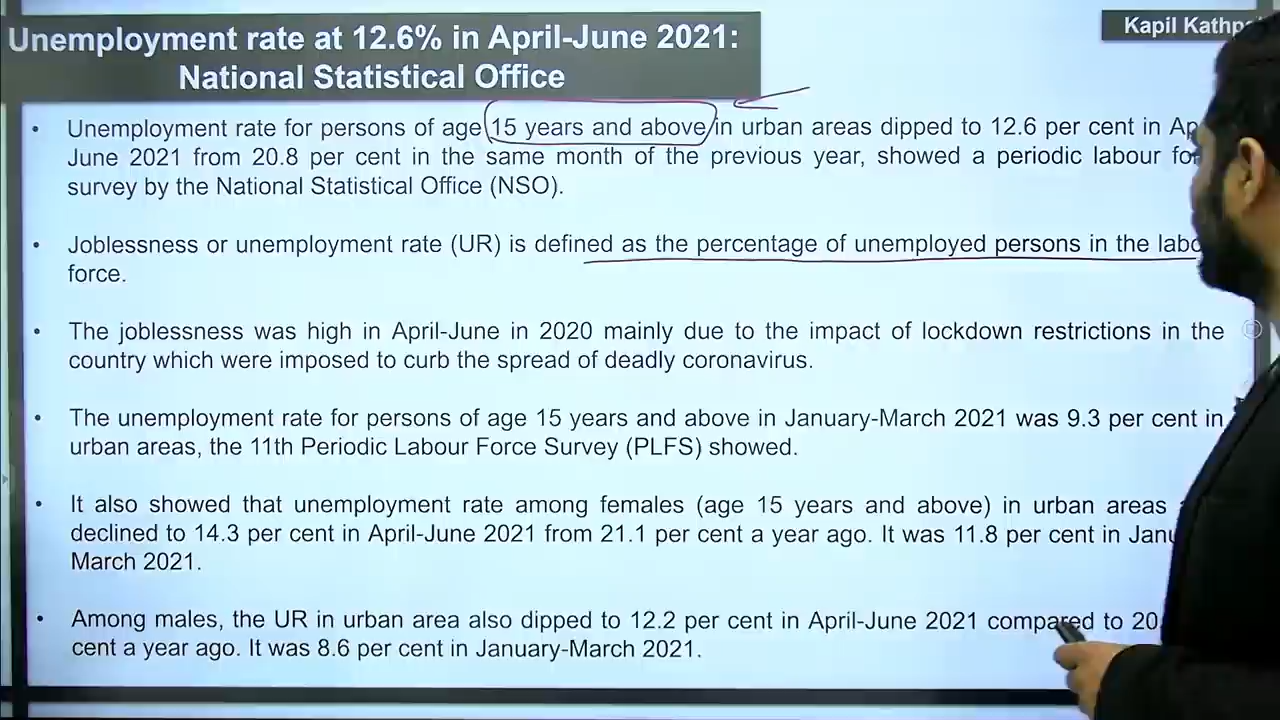 Unemployment rate at 12.6% in April-June 2021:
National Statistical Office
Kapil
• Unemployment rate for persons of age 15 years and above in urban areas dipped to 12.6 per cent in
June 2021 from 20.8 per cent in the same month of the previous year, showed a periodic labour
survey by the National Statistical Office (NSO).
• Joblessness or unemployment rate (UR) is defined as the percentage of unemployed persons in the
force.
• The joblessness was high in April-June in 2020 mainly due to the impact of lockdown restrictions in the
country which were imposed to curb the spread of deadly coronavirus.
• The unemployment rate for persons of age 15 years and above in January-March 2021 was 9.3 per cent in
urban areas, the 11th Periodic Labour Force Survey (PLFS) showed.
• It also showed that unemployment rate among females (age 15 years and above) in urban areas
declined to 14.3 per cent in April-June 2021 from 21.1 per cent a year ago. It was 11.8 per cent in
March 2021.
• Among males, the UR in urban area also dipped to 12.2 per cent in April-June 2021 compared to
cent a year ago. It was 8.6 per cent in January-March 2021.